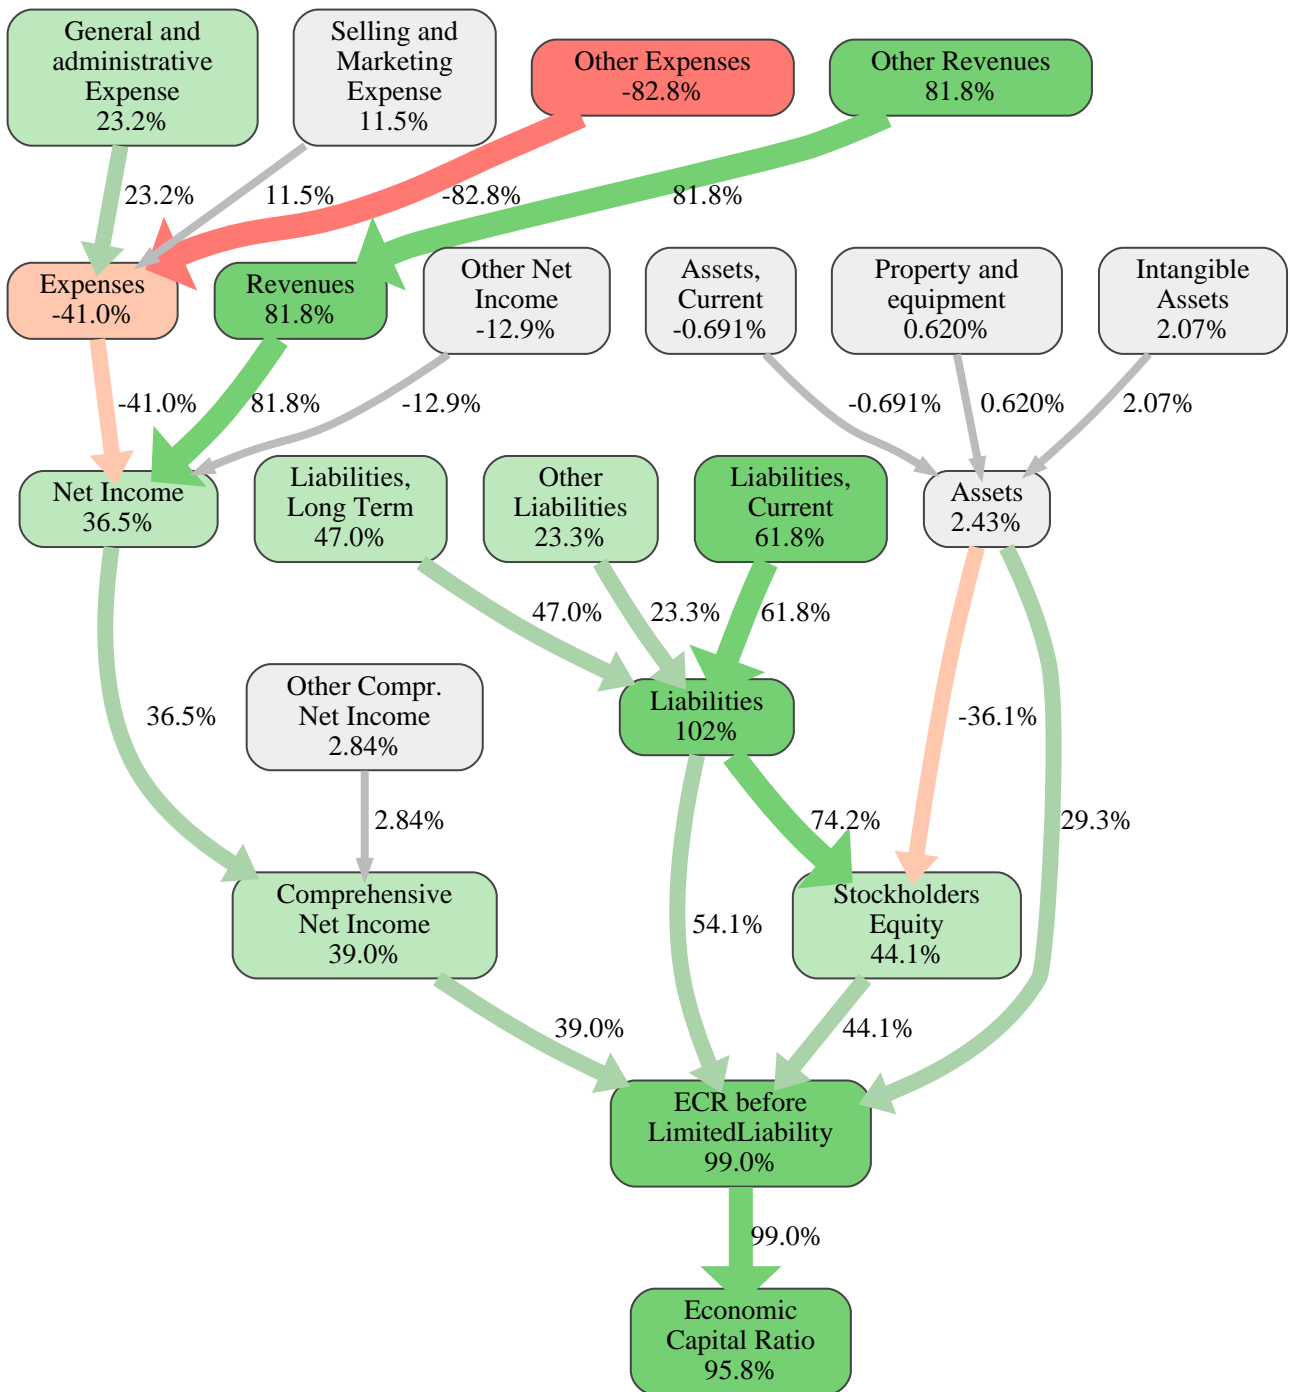 General and
administrative
Expense
23.2%
Selling and
Marketing
Expense
11.5%
Other Expenses
-82.8%
Other Revenues
81.8%
23.2%
11.5%
-82.8%
81.8%
Expenses
-41.0%
Revenues
81.8%
Other Net
Income
-12.9%
Assets,
Current
-0.691%
Property and
equipment
0.620%
Intangible
Assets
2.07%
-41.0%
81.8%
-12.9%
-0.691%
0.620%
2.07%
Net Income
36.5%
Liabilities,
Long Term
47.0%
Other
Liabilities
23.3%
Liabilities,
Current
61.8%
Assets
2.43%
47.0%
23.3%
61.8%
36.5%
Other Compr.
Net Income
2.84%
Liabilities
102%
-36.1%
2.84%
74.2%
29.3%
Comprehensive
Net Income
39.0%
54.1%
Stockholders
Equity
44.1%
39.0%
44.1%
ECR before
LimitedLiability
99.0%
99.0%
Economic
Capital Ratio
95.8%